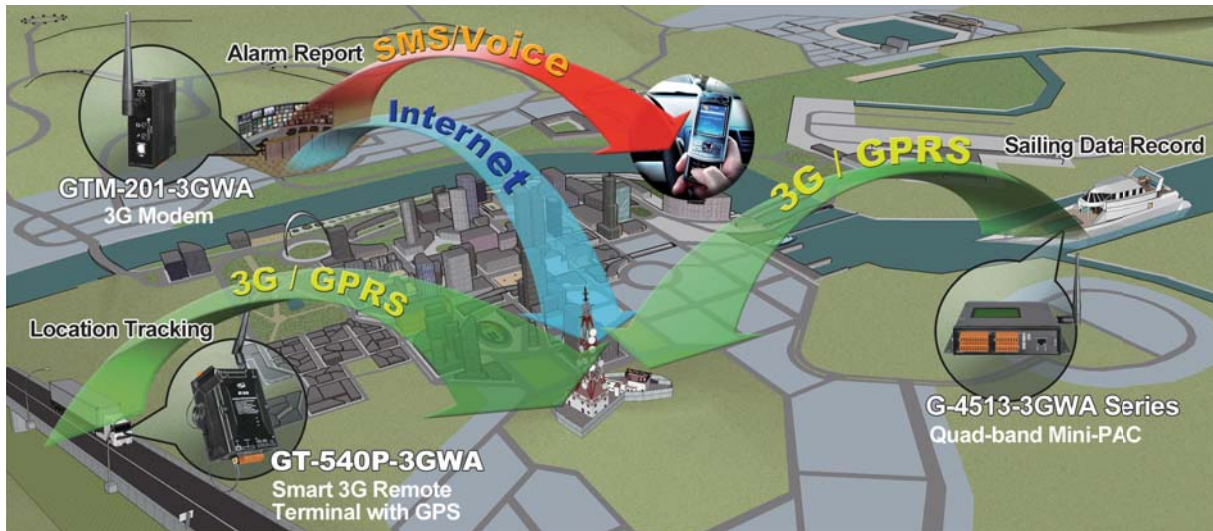 Alarm Report
SMS/Voice
Internet
GTM-201-3GWA
3G Modem
3G / GPRS
Sailing Data Record
3G / GPRS
Location Tracking
GT-540P-3GWA
Smart 3G Remote
Terminal with GPS
G-4513-3GWA Series
Quad-band Mini-PAC